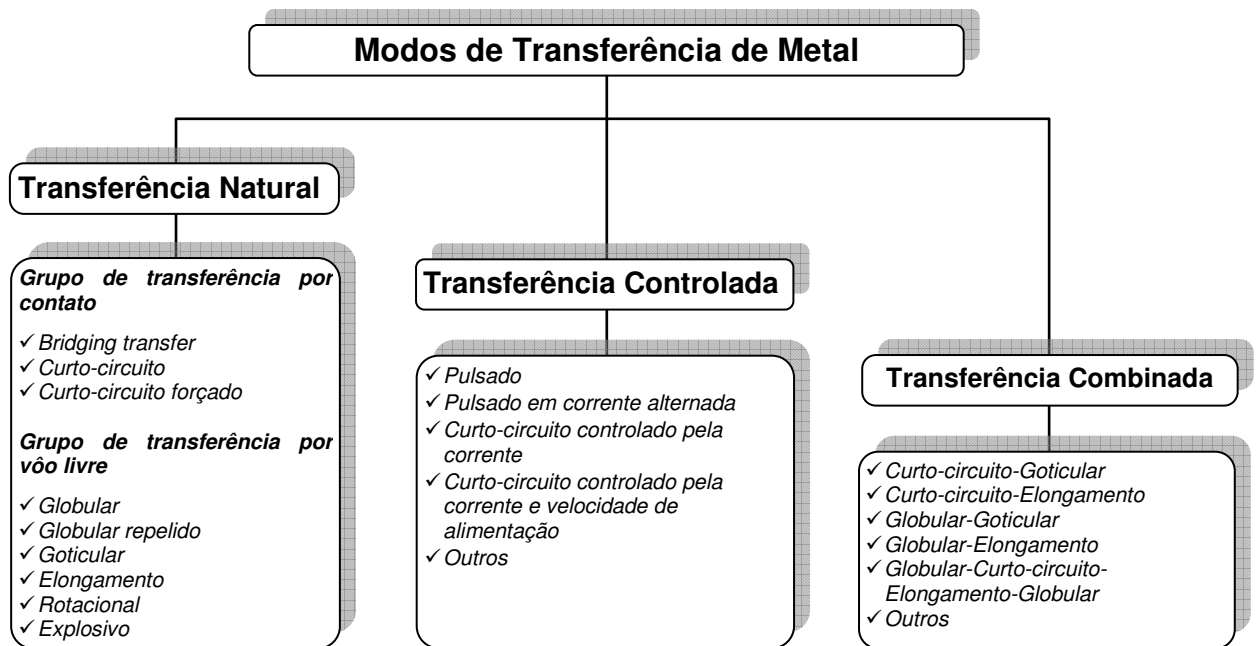 Modos de Transferência de Metal
Transferência Natural
Grupo de transferência por
contato
✓ Bridging transfer
✓ Curto-circuito
✓ Curto-circuito forçado
Grupo de transferência por
vôo livre
✓ Globular
✓ Globular repelido
✓ Goticular
✓ Elongamento
✓ Rotacional
✓ Explosivo
Transferência Controlada
✓ Pulsado
✓ Pulsado em corrente alternada
✓ Curto-circuito controlado pela
corrente
✓ Curto-circuito controlado pela
corrente e velocidade de
alimentação
✓ Outros
Transferência Combinada
✓ Curto-circuito-Goticular
✓ Curto-circuito-Elongamento
✓ Globular-Goticular
✓ Globular-Elongamento
✓ Globular-Curto-circuito-
Elongamento-Globular
✓ Outros